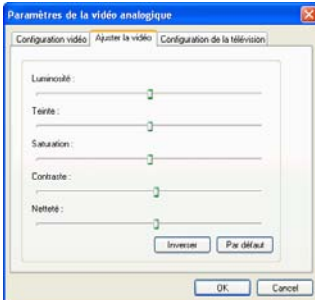 Paramètres de la vidéo analogique
Configuration vidéo Ajuster la vidéo Configuration de la télévision
Luminosité :
Teinte :
Saturation :
Contraste :
Netteté :
Inverser Par défaut
OK Cancel